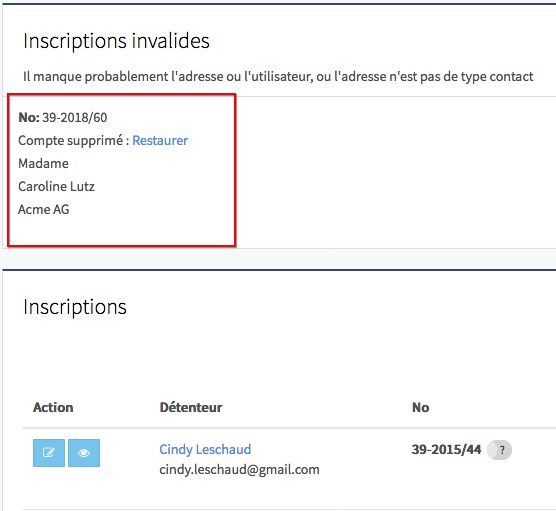 Inscriptions invalides
Il manque probablement l'adresse ou l'utilisateur, ou l'adresse n'est pas de type contact
No: 39-2018/60
Compte supprimé : Restaurer
Madame
Caroline Lutz
Acme AG
Inscriptions
Action Détenteur No
Cindy Leschaud 39-2015/44 ?
cindy.leschaud@gmail.com